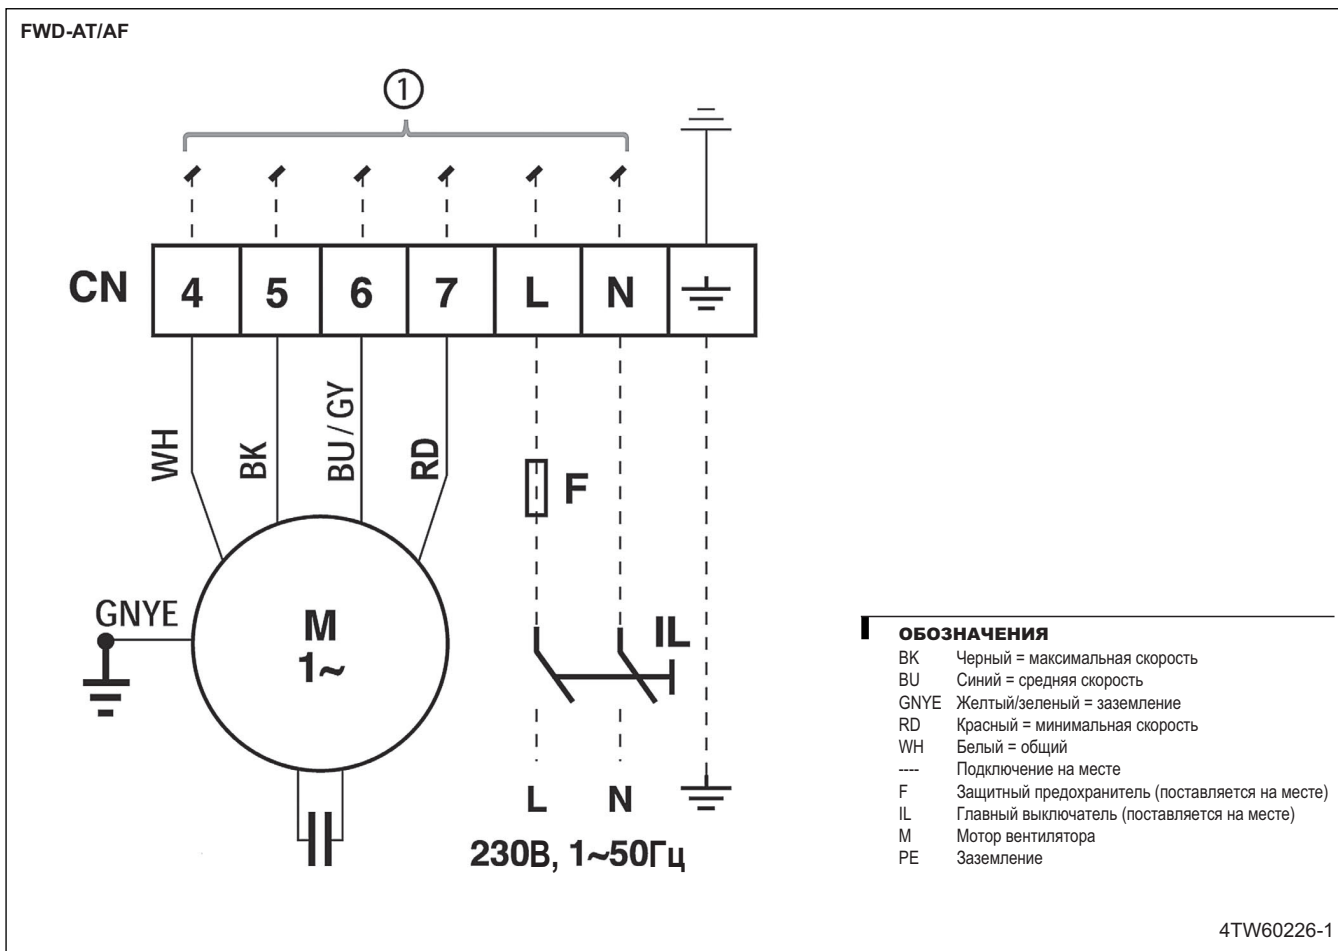 FWD-AT/AF
1
CN 4 5 6 7 L N
WH BK BU / GY RD
F
GNYE
M
1~
IL
L N
230В, 1~50Гц
ОБОЗНАЧЕНИЯ
BK Черный = максимальная скорость
BU Синий = средняя скорость
GNYE Желтый/зеленый = заземление
RD Красный = минимальная скорость
WH Белый = общий
---- Подключение на месте
F Защитный предохранитель (поставляется на месте)
IL Главный выключатель (поставляется на месте)
M Мотор вентилятора
PE Заземление
4TW60226-1